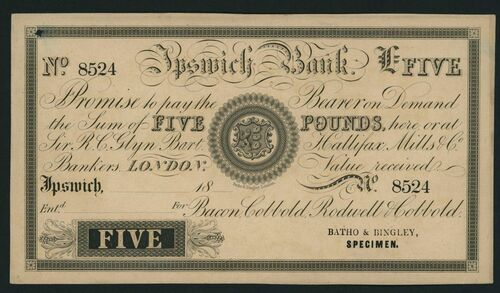 Ipswich Bank.
No 8524 £ FIVE
I Promise to pay the Bearer on Demand
the Sum of FIVE POUNDS, here or at
Sir R.C. Glyn Bart. Hallifax Mills & Co
Bankers LONDON: Value received
Ipswich, 18 No. 8524
Entd. For Bacon, Cobbold, Rodwell & Cobbold.
FIVE
BATHO & BINGLEY,
SPECIMEN.